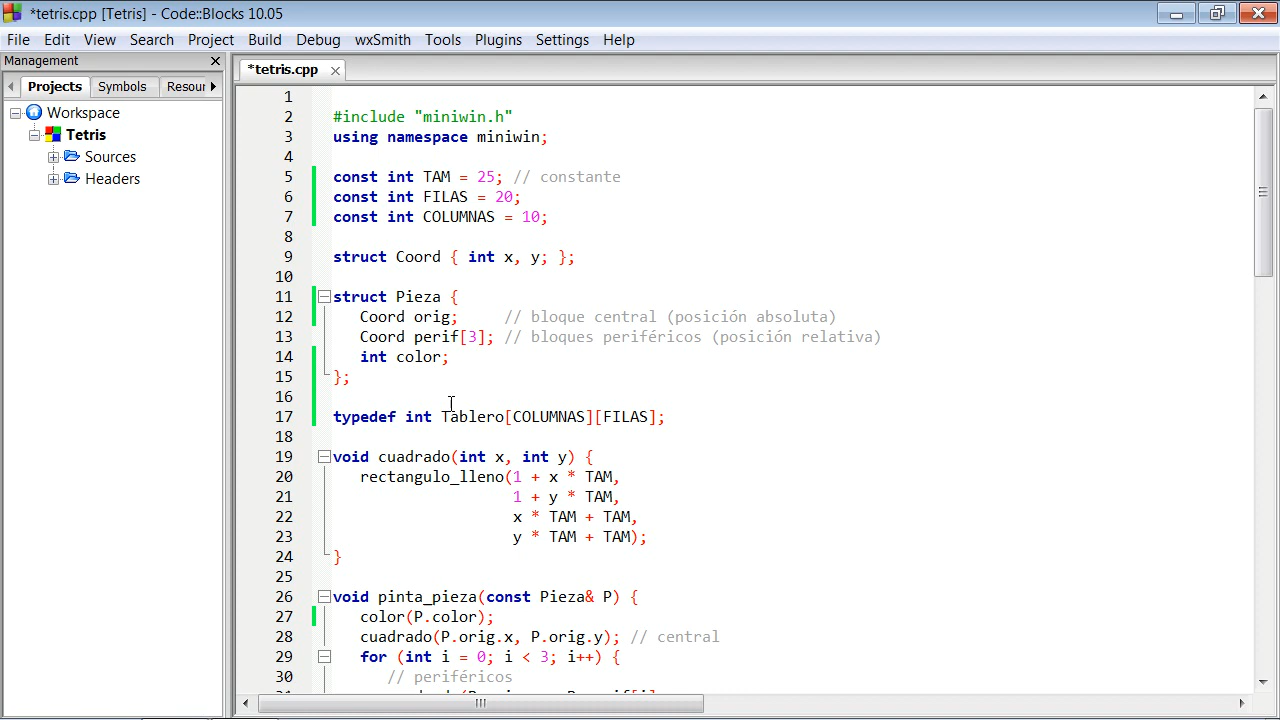 *tetris.cpp [Tetris] - Code::Blocks 10.05
File Edit View Search Project Build Debug wxSmith Tools Plugins Settings Help
Management
*tetris.cpp
Projects Symbols Resour
Workspace
Tetris
Sources
Headers
1
2 #include "miniwin.h"
3 using namespace miniwin;
4
5 const int TAM = 25; // constante
6 const int FILAS = 20;
7 const int COLUMNAS = 10;
8
9 struct Coord { int x, y; };
10
11 struct Pieza {
12 Coord orig; // bloque central (posición absoluta)
13 Coord perif[3]; // bloques periféricos (posición relativa)
14 int color;
15 };
16
17 typedef int Tablero[COLUMNAS][FILAS];
18
19 void cuadrado(int x, int y) {
20 rectangulo_lleno(1 + x * TAM,
21 1 + y * TAM,
22 x * TAM + TAM,
23 y * TAM + TAM);
24 }
25
26 void pinta_pieza(const Pieza& P) {
27 color(P.color);
28 cuadrado(P.orig.x, P.orig.y); // central
29 for (int i = 0; i < 3; i++) {
30 // periféricos